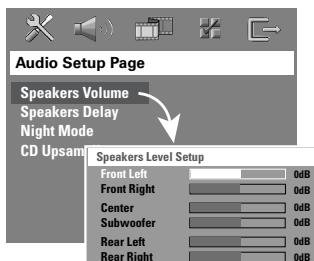 Audio Setup Page
Speakers Volume
Speakers Delay
Night Mode
CD Upsam
Speakers Level Setup
Front Left 0dB
Front Right 0dB
Center 0dB
Subwoofer 0dB
Rear Left 0dB
Rear Right 0dB